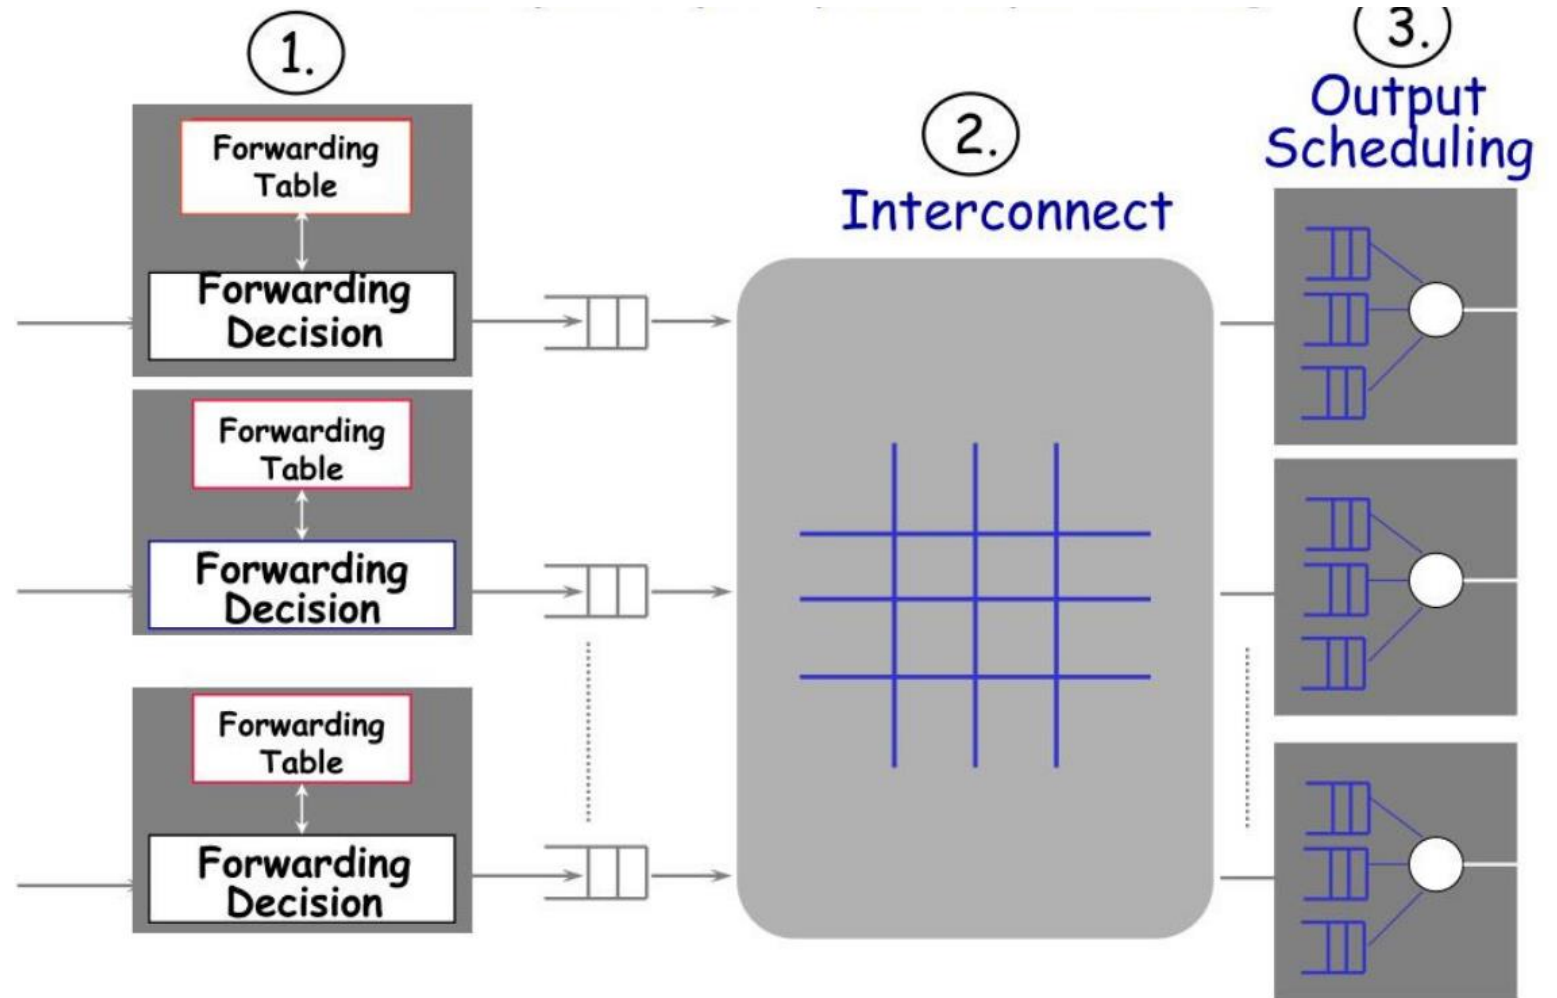 1.
Forwarding
Table
Forwarding
Decision
Forwarding
Table
Forwarding
Decision
Forwarding
Table
Forwarding
Decision
2.
Interconnect
3.
Output
Scheduling